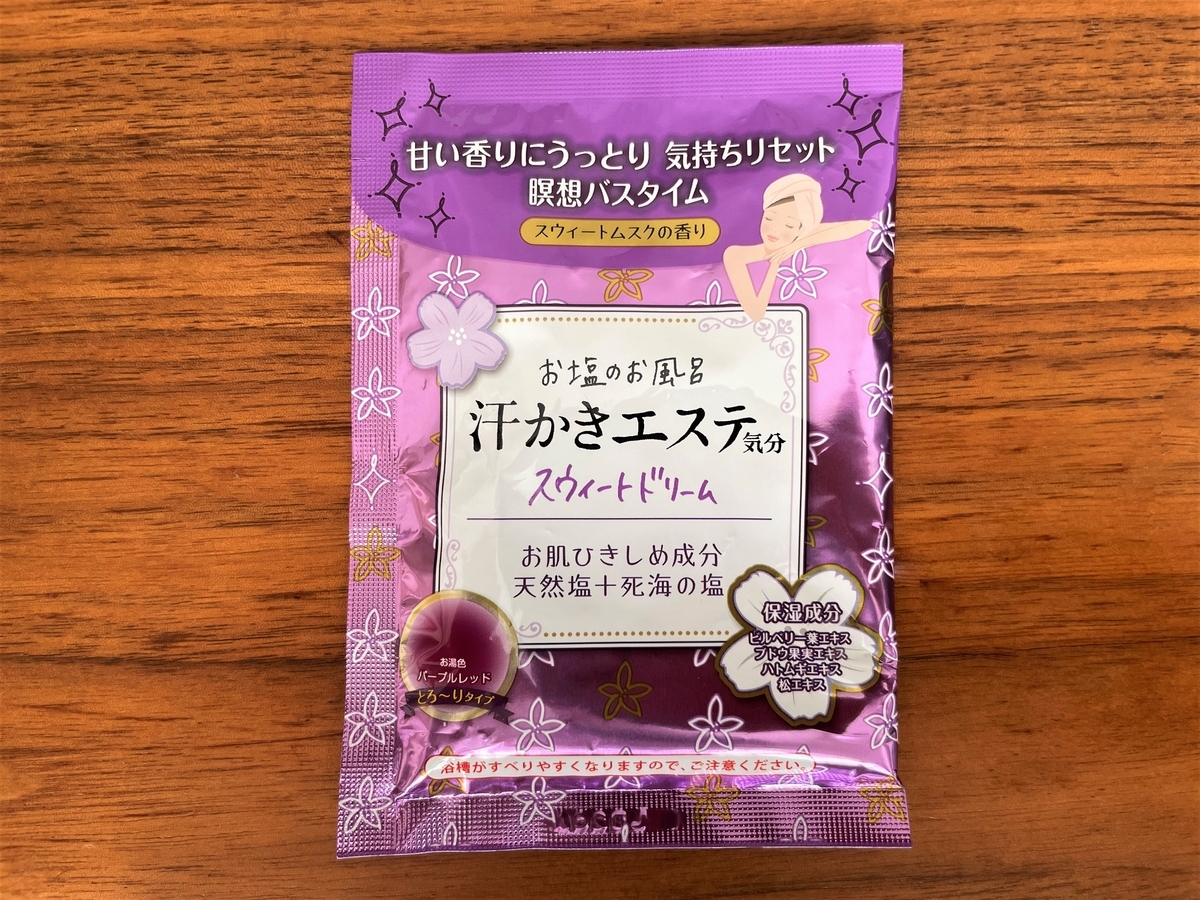 甘い香りにうっとり 気持ちリセット
瞑想バスタイム
スウィートムスクの香り
お塩のお風呂
汗かきエステ気分
スウィートドリーム
お肌ひきしめ成分
天然塩+死海の塩
保湿成分
ビルベリー葉エキス
ブドウ果実エキス
ハトムギエキス
松エキス
お湯色
パープルレッド
とろ～りタイプ
浴槽がすべりやすくなりますので、ご注意ください。